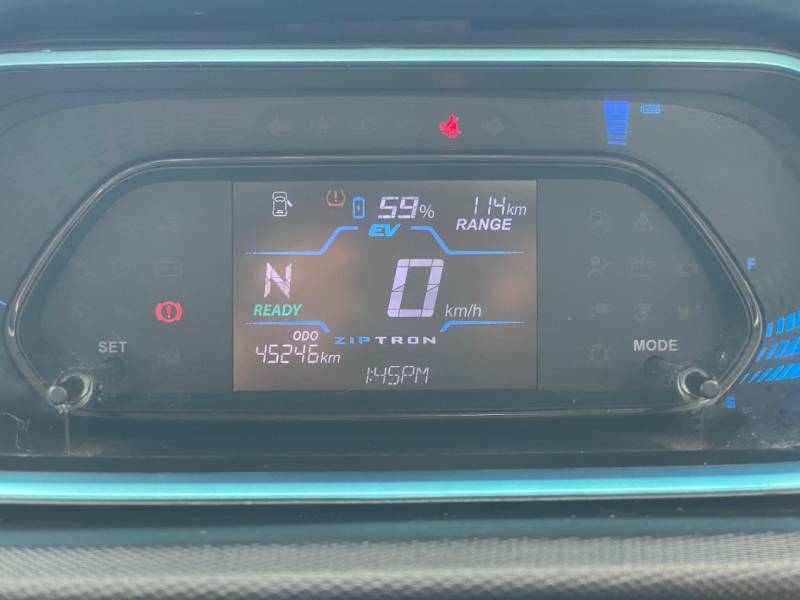 59% 114km
RANGE
EV
N 0 km/h
READY
ODO ZIPTRON
45246km
1:45PM
SET
MODE
F
E